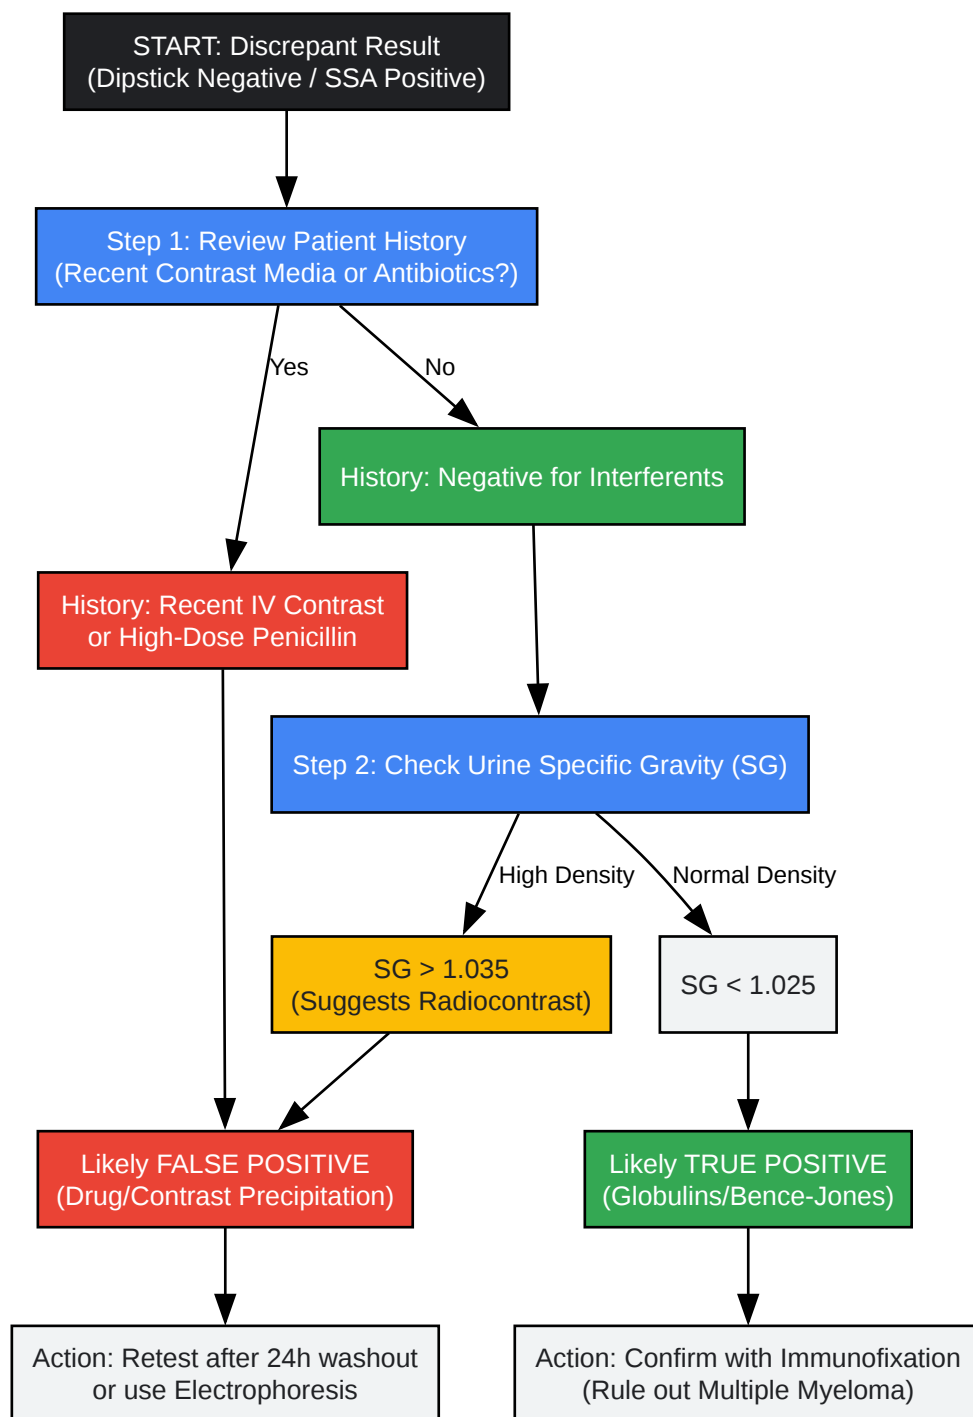 START: Discrepant Result
(Dipstick Negative / SSA Positive)
Step 1: Review Patient History
(Recent Contrast Media or Antibiotics?)
Yes
No
History: Negative for Interferents
History: Recent IV Contrast
or High-Dose Penicillin
Step 2: Check Urine Specific Gravity (SG)
High Density
Normal Density
SG > 1.035
(Suggests Radiocontrast)
SG < 1.025
Likely FALSE POSITIVE
(Drug/Contrast Precipitation)
Likely TRUE POSITIVE
(Globulins/Bence-Jones)
Action: Retest after 24h washout
or use Electrophoresis
Action: Confirm with Immunofixation
(Rule out Multiple Myeloma)